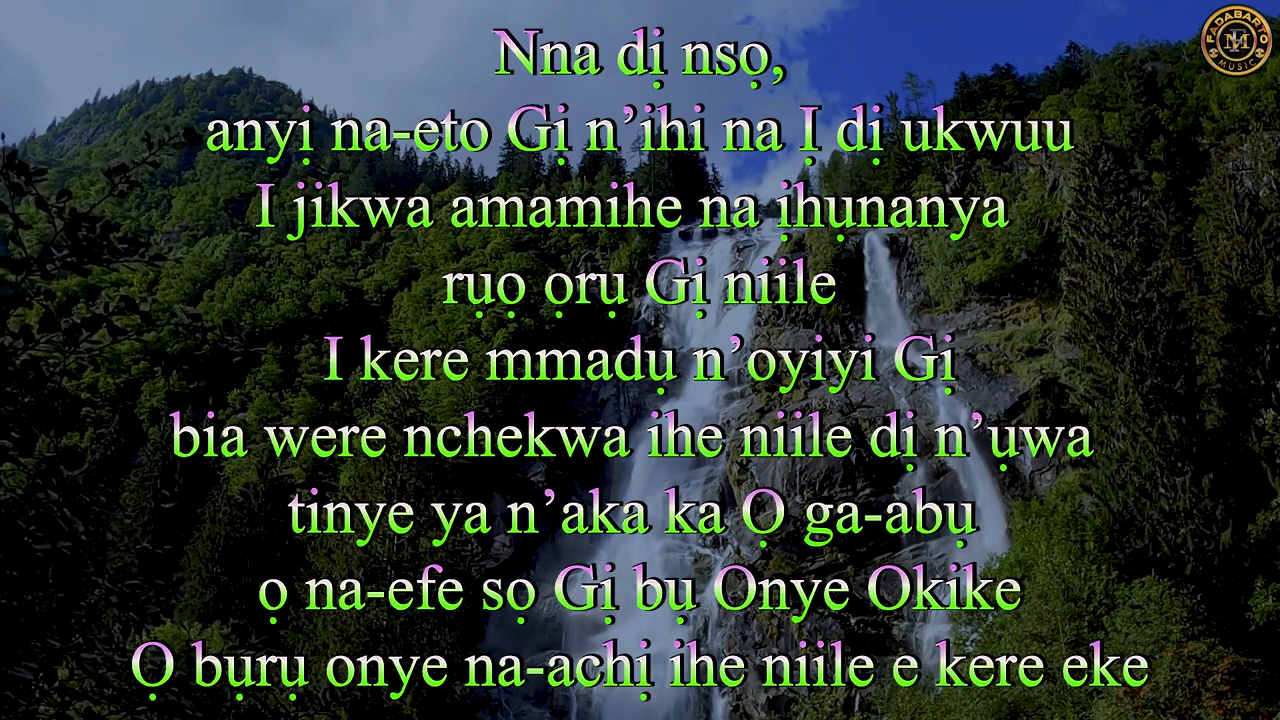 Nna dị nsọ,
anyị na-eto Gị n’ihi na Ị dị ukwuu
I jikwa amamihe na ịhụnanya
rụọ ọrụ Gị niile
I kere mmadụ n’oyiyi Gị
bia were nchekwa ihe niile dị n’ụwa
tinye ya n’aka ka Ọ ga-abụ
ọ na-efe sọ Gị bụ Onye Okike
Ọ bụrụ onye na-achị ihe niile e kere eke
FADABARTO
MUSIC